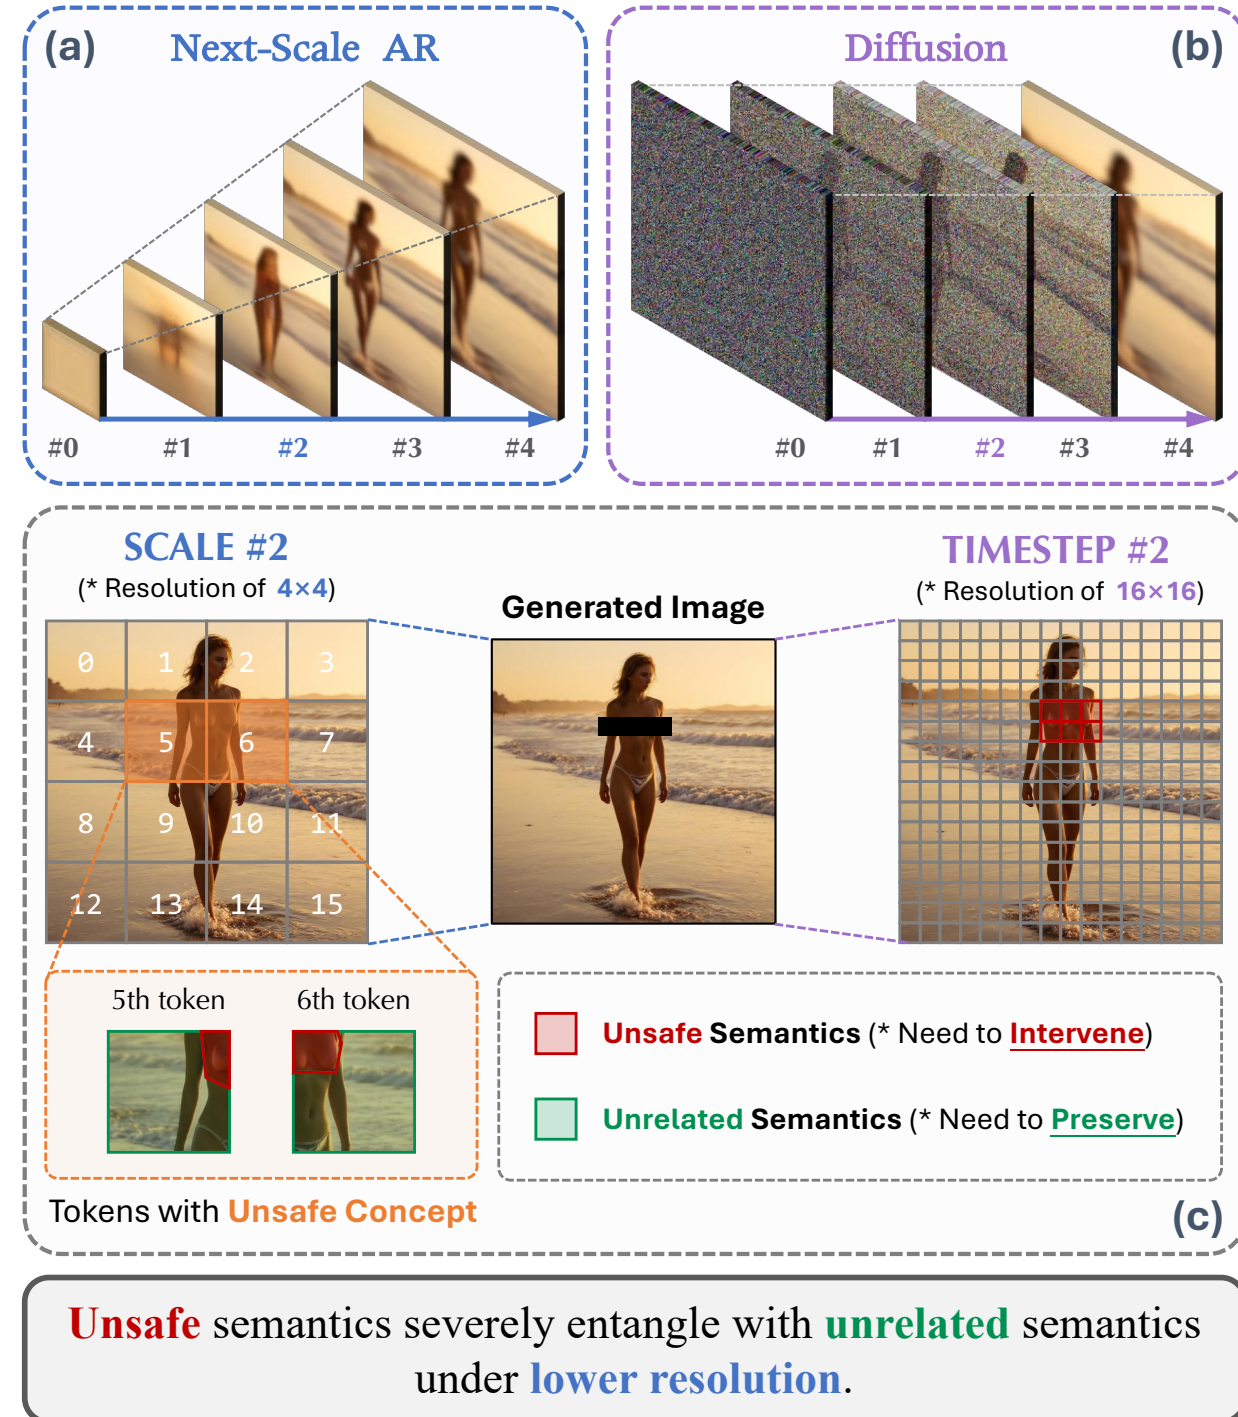 (a) Next-Scale AR
#0 #1 #2 #3 #4
Diffusion (b)
#0 #1 #2 #3 #4
SCALE #2
(* Resolution of 4×4)
Generated Image
TIMESTEP #2
(* Resolution of 16×16)
0 1 2 3
4 5 6 7
8 9 10 11
12 13 14 15
5th token 6th token
Tokens with Unsafe Concept
Unsafe Semantics (* Need to Intervene)
Unrelated Semantics (* Need to Preserve)
(c)
Unsafe semantics severely entangle with unrelated semantics
under lower resolution.